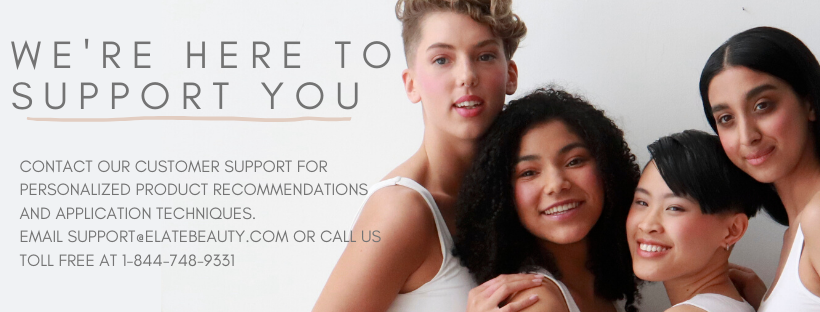 WE'RE HERE TO
SUPPORT YOU
CONTACT OUR CUSTOMER SUPPORT FOR
PERSONALIZED PRODUCT RECOMMENDATIONS
AND APPLICATION TECHNIQUES.
EMAIL SUPPORT@ELATEBEAUTY.COM OR CALL US
TOLL FREE AT 1-844-748-9331